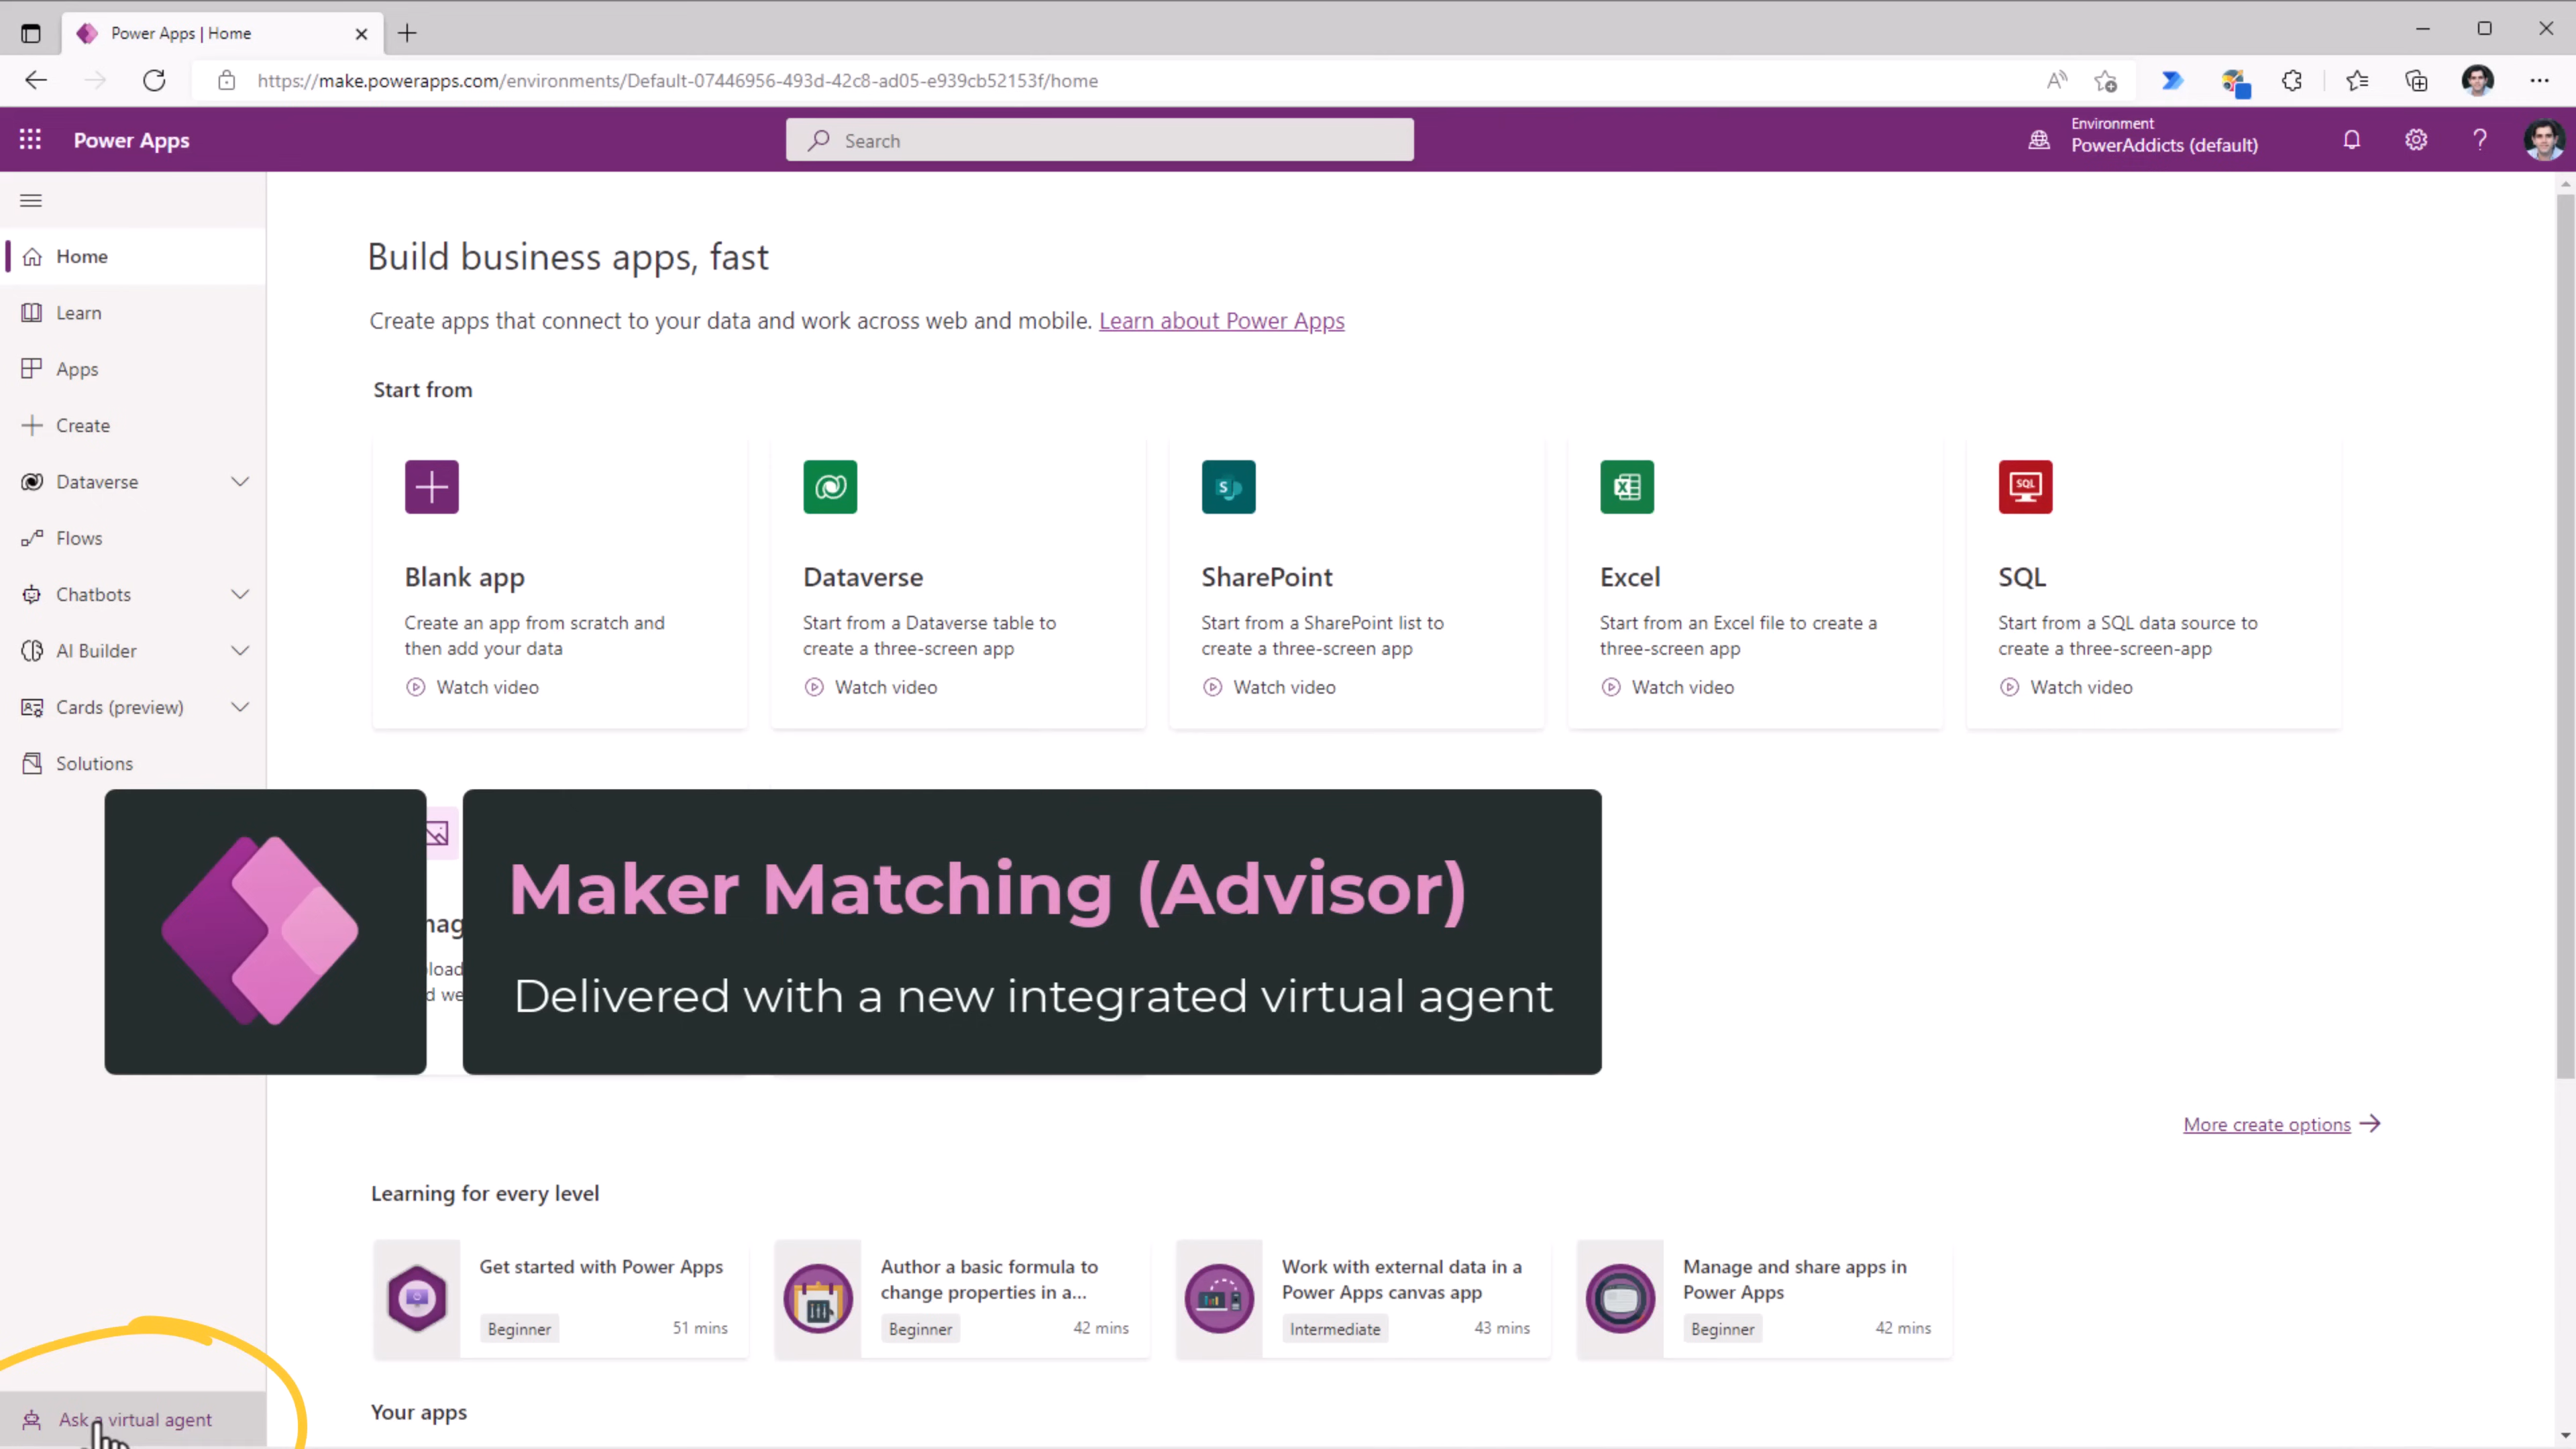 Power Apps | Home
https://make.powerapps.com/environments/Default-07446956-493d-42c8-ad05-e939cb52153f/home
Power Apps
Search
Environment
PowerAddicts (default)
Home
Learn
Apps
Create
Dataverse
Flows
Chatbots
AI Builder
Cards (preview)
Solutions
Ask a virtual agent
Build business apps, fast
Create apps that connect to your data and work across web and mobile. Learn about Power Apps
Start from
Blank app
Create an app from scratch and
then add your data
Watch video
Dataverse
Start from a Dataverse table to
create a three-screen app
Watch video
SharePoint
Start from a SharePoint list to
create a three-screen app
Watch video
Excel
Start from an Excel file to create a
three-screen app
Watch video
SQL
Start from a SQL data source to
create a three-screen-app
Watch video
Maker Matching (Advisor)
Delivered with a new integrated virtual agent
More create options
Learning for every level
Get started with Power Apps
Beginner 51 mins
Author a basic formula to
change properties in a...
Beginner 42 mins
Work with external data in a
Power Apps canvas app
Intermediate 43 mins
Manage and share apps in
Power Apps
Beginner 42 mins
Your apps